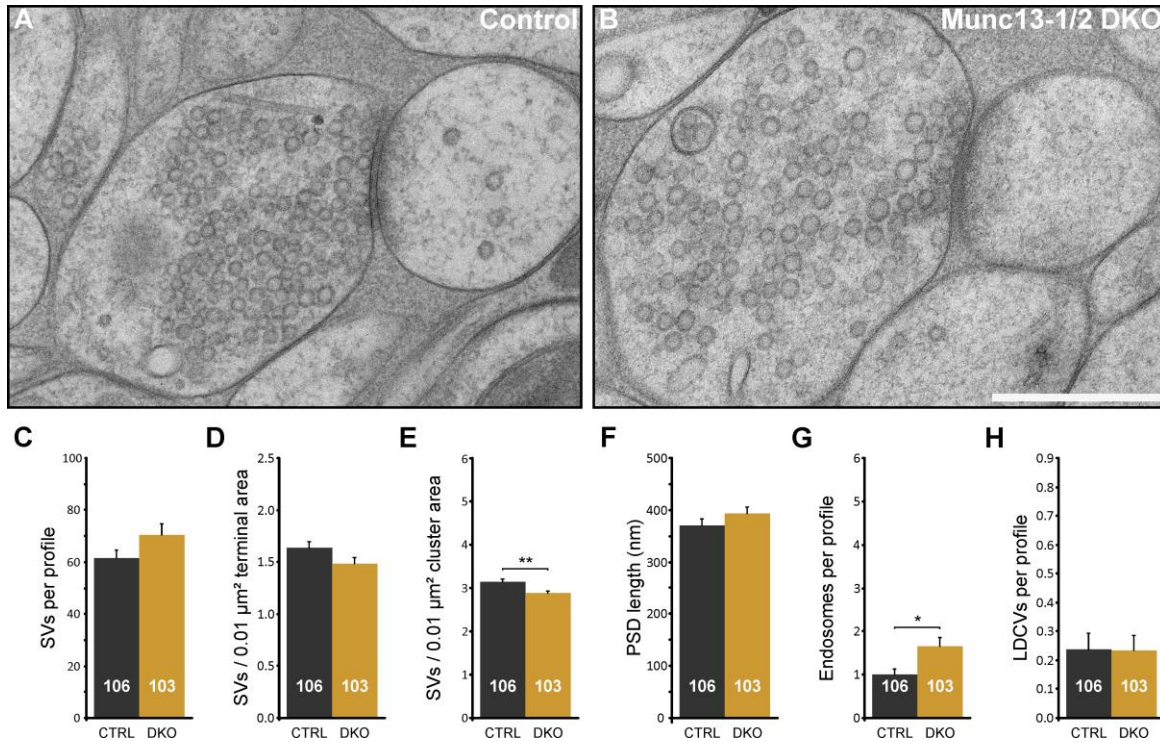 A Control
B Munc13-1/2 DKO
C
SVs per profile
100
80
60
40
20
0
106 103
CTRL DKO
D
SVs / 0.01 µm² terminal area
2.5
2.0
1.5
1.0
0.5
0.0
106 103
CTRL DKO
E
SVs / 0.01 µm² cluster area
6
5
4
3
2
1
0
**
106 103
CTRL DKO
F
PSD length (nm)
500
400
300
200
100
0
106 103
CTRL DKO
G
Endosomes per profile
6
5
4
3
2
1
0
*
106 103
CTRL DKO
H
LDCVs per profile
0.9
0.8
0.7
0.6
0.5
0.4
0.3
0.2
0.1
0.0
106 103
CTRL DKO